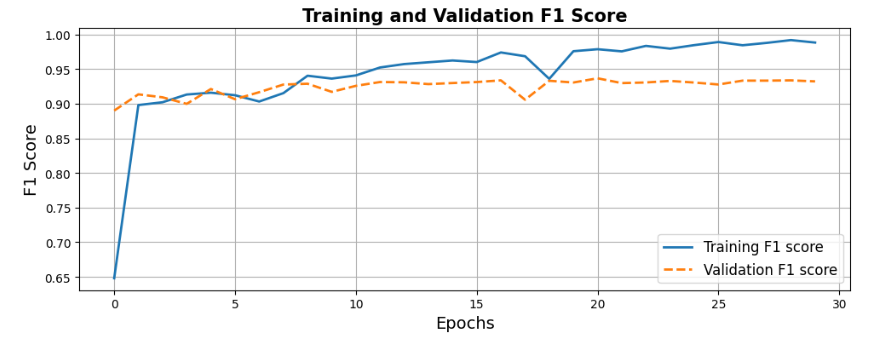 Training and Validation F1 Score
F1 Score
1.00
0.95
0.90
0.85
0.80
0.75
0.70
0.65
Training F1 score
Validation F1 score
0 5 10 15 20 25 30
Epochs